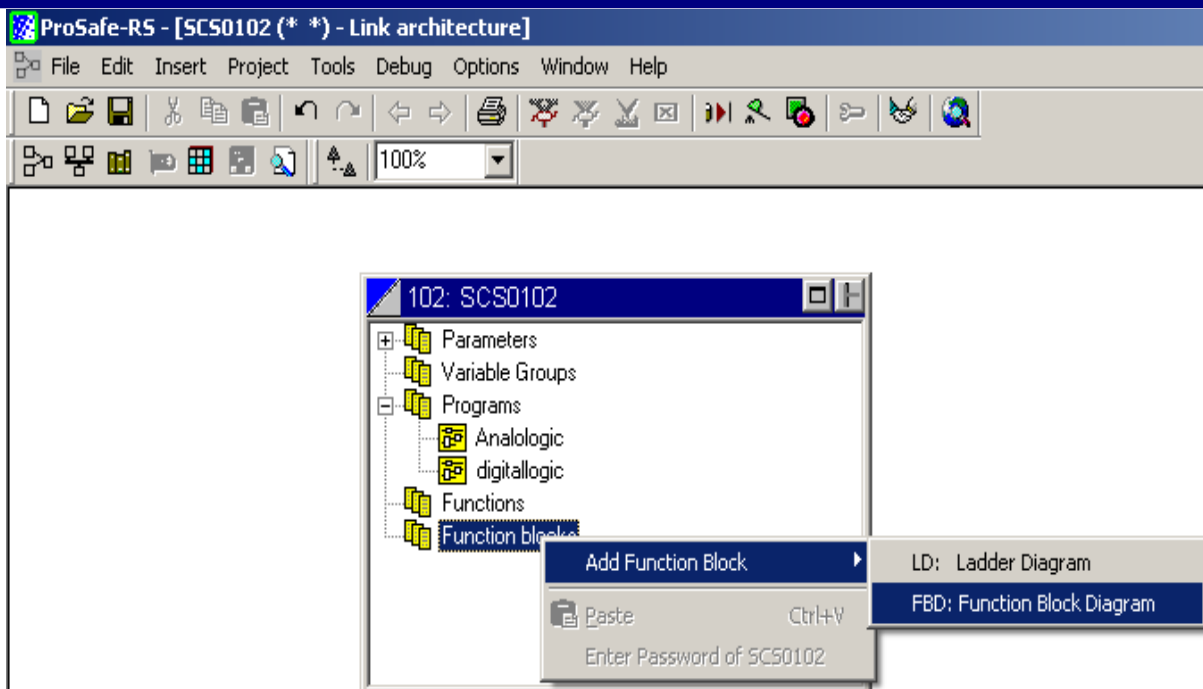 ProSafe-RS - [SCS0102 (* *) - Link architecture]
File Edit Insert Project Tools Debug Options Window Help
100%
102: SCS0102
Parameters
Variable Groups
Programs
Analologic
digitallogic
Functions
Function blocks
Add Function Block
LD: Ladder Diagram
FBD: Function Block Diagram
Paste Ctrl+V
Enter Password of SCS0102